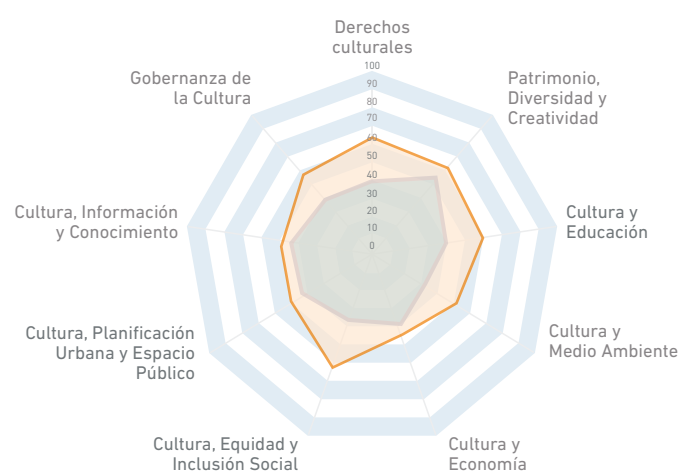 Derechos
culturales
100
90
80
70
60
50
40
30
20
10
0
Patrimonio,
Diversidad y
Creatividad
Cultura y
Educación
Cultura y
Medio Ambiente
Cultura y
Economía
Cultura, Equidad y
Inclusión Social
Cultura, Planificación
Urbana y Espacio
Público
Cultura, Información
y Conocimiento
Gobernanza de
la Cultura